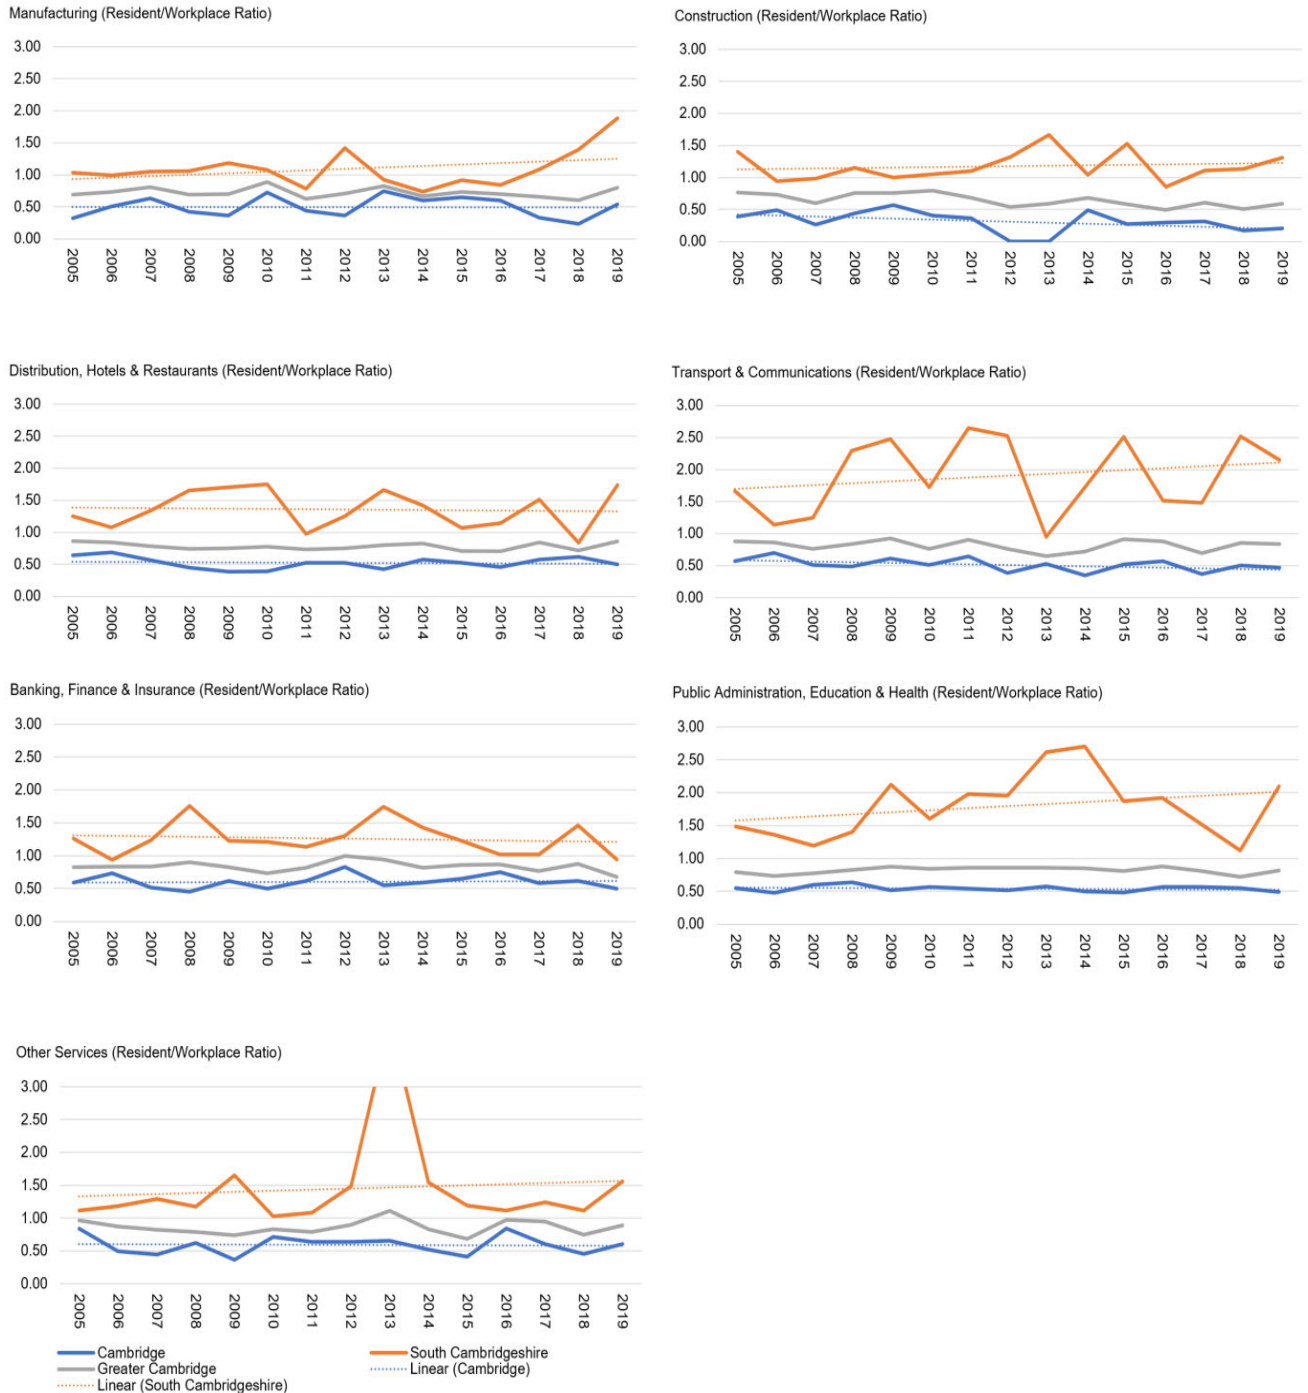 Manufacturing (Resident/Workplace Ratio)
3.00
2.50
2.00
1.50
1.00
0.50
0.00
2005 2006 2007 2008 2009 2010 2011 2012 2013 2014 2015 2016 2017 2018 2019
Construction (Resident/Workplace Ratio)
3.00
2.50
2.00
1.50
1.00
0.50
0.00
2005 2006 2007 2008 2009 2010 2011 2012 2013 2014 2015 2016 2017 2018 2019
Distribution, Hotels & Restaurants (Resident/Workplace Ratio)
3.00
2.50
2.00
1.50
1.00
0.50
0.00
2005 2006 2007 2008 2009 2010 2011 2012 2013 2014 2015 2016 2017 2018 2019
Transport & Communications (Resident/Workplace Ratio)
3.00
2.50
2.00
1.50
1.00
0.50
0.00
2005 2006 2007 2008 2009 2010 2011 2012 2013 2014 2015 2016 2017 2018 2019
Banking, Finance & Insurance (Resident/Workplace Ratio)
3.00
2.50
2.00
1.50
1.00
0.50
0.00
2005 2006 2007 2008 2009 2010 2011 2012 2013 2014 2015 2016 2017 2018 2019
Public Administration, Education & Health (Resident/Workplace Ratio)
3.00
2.50
2.00
1.50
1.00
0.50
0.00
2005 2006 2007 2008 2009 2010 2011 2012 2013 2014 2015 2016 2017 2018 2019
Other Services (Resident/Workplace Ratio)
3.00
2.50
2.00
1.50
1.00
0.50
0.00
2005 2006 2007 2008 2009 2010 2011 2012 2013 2014 2015 2016 2017 2018 2019
Cambridge South Cambridgeshire
Greater Cambridge Linear (Cambridge)
Linear (South Cambridgeshire)